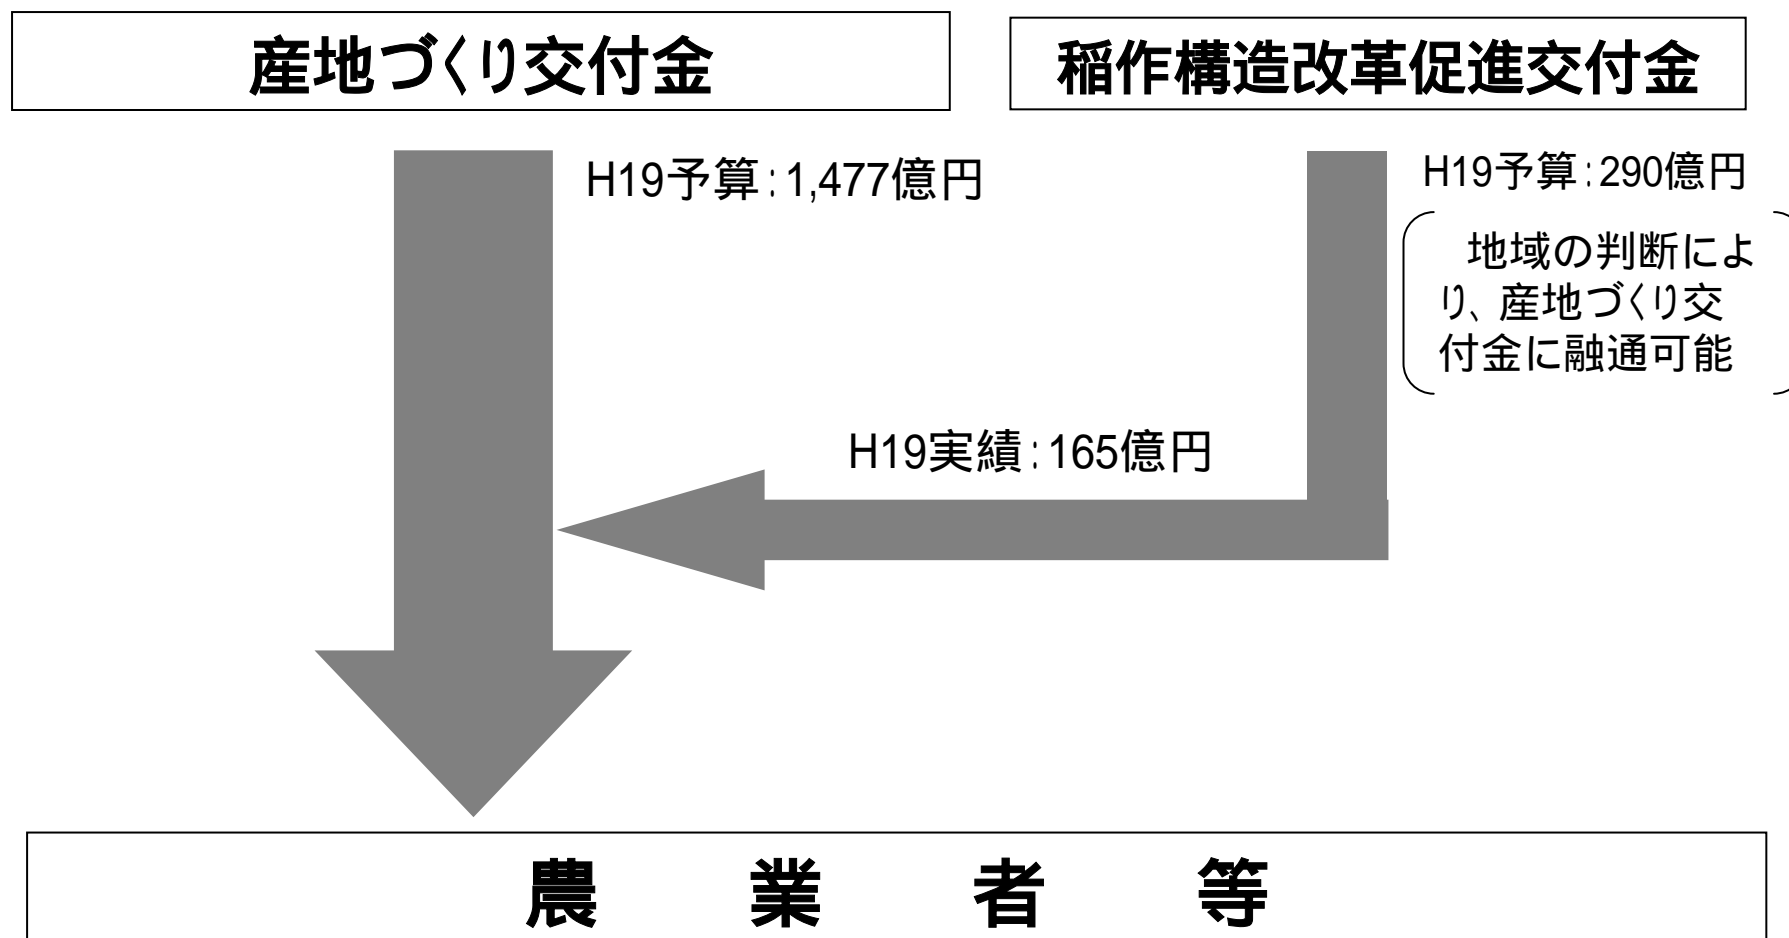 産地づくり交付金
稲作構造改革促進交付金
H19予算：1,477億円
H19予算：290億円
地域の判断によ
り、産地づくり交
付金に融通可能
H19実績：165億円
農　業　者　等